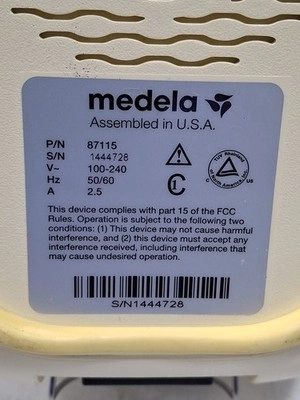 medela
Assembled in U.S.A.
P/N 87115
S/N 1444728
V~ 100-240
Hz 50/60
A 2.5
This device complies with part 15 of the FCC
Rules. Operation is subject to the following two
conditions: (1) This device may not cause harmful
interference, and (2) this device must accept any
interference received, including interference that
may cause undesired operation.
S/N1444728